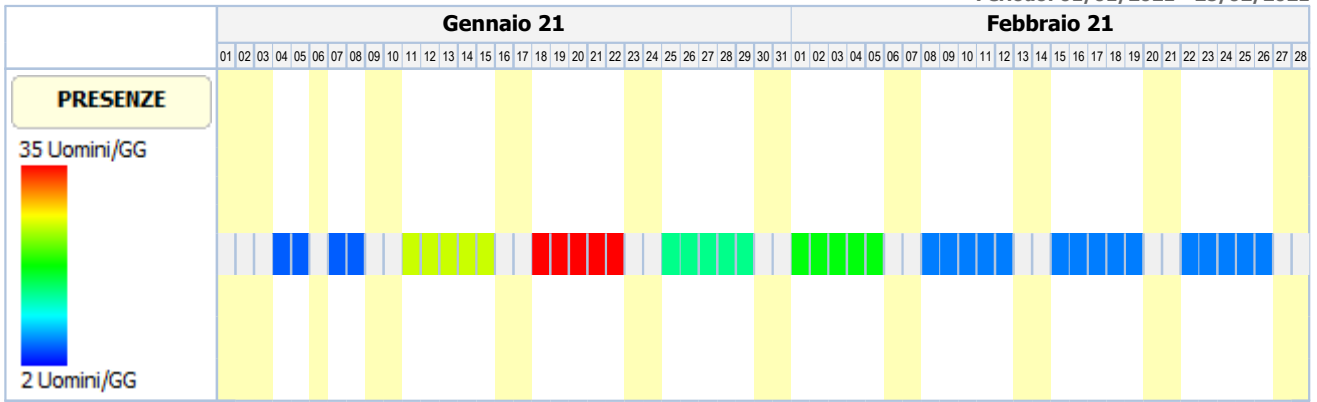 Gennaio 21 Febbraio 21
01 02 03 04 05 06 07 08 09 10 11 12 13 14 15 16 17 18 19 20 21 22 23 24 25 26 27 28 29 30 31 01 02 03 04 05 06 07 08 09 10 11 12 13 14 15 16 17 18 19 20 21 22 23 24 25 26 27 28
PRESENZE
35 Uomini/GG
2 Uomini/GG